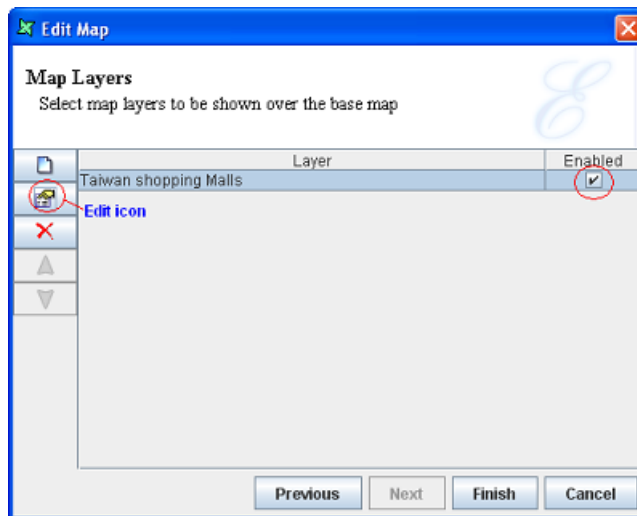 Edit Map
Map Layers
Select map layers to be shown over the base map
Layer Enabled
Taiwan shopping Malls
Edit icon
Previous Next Finish Cancel